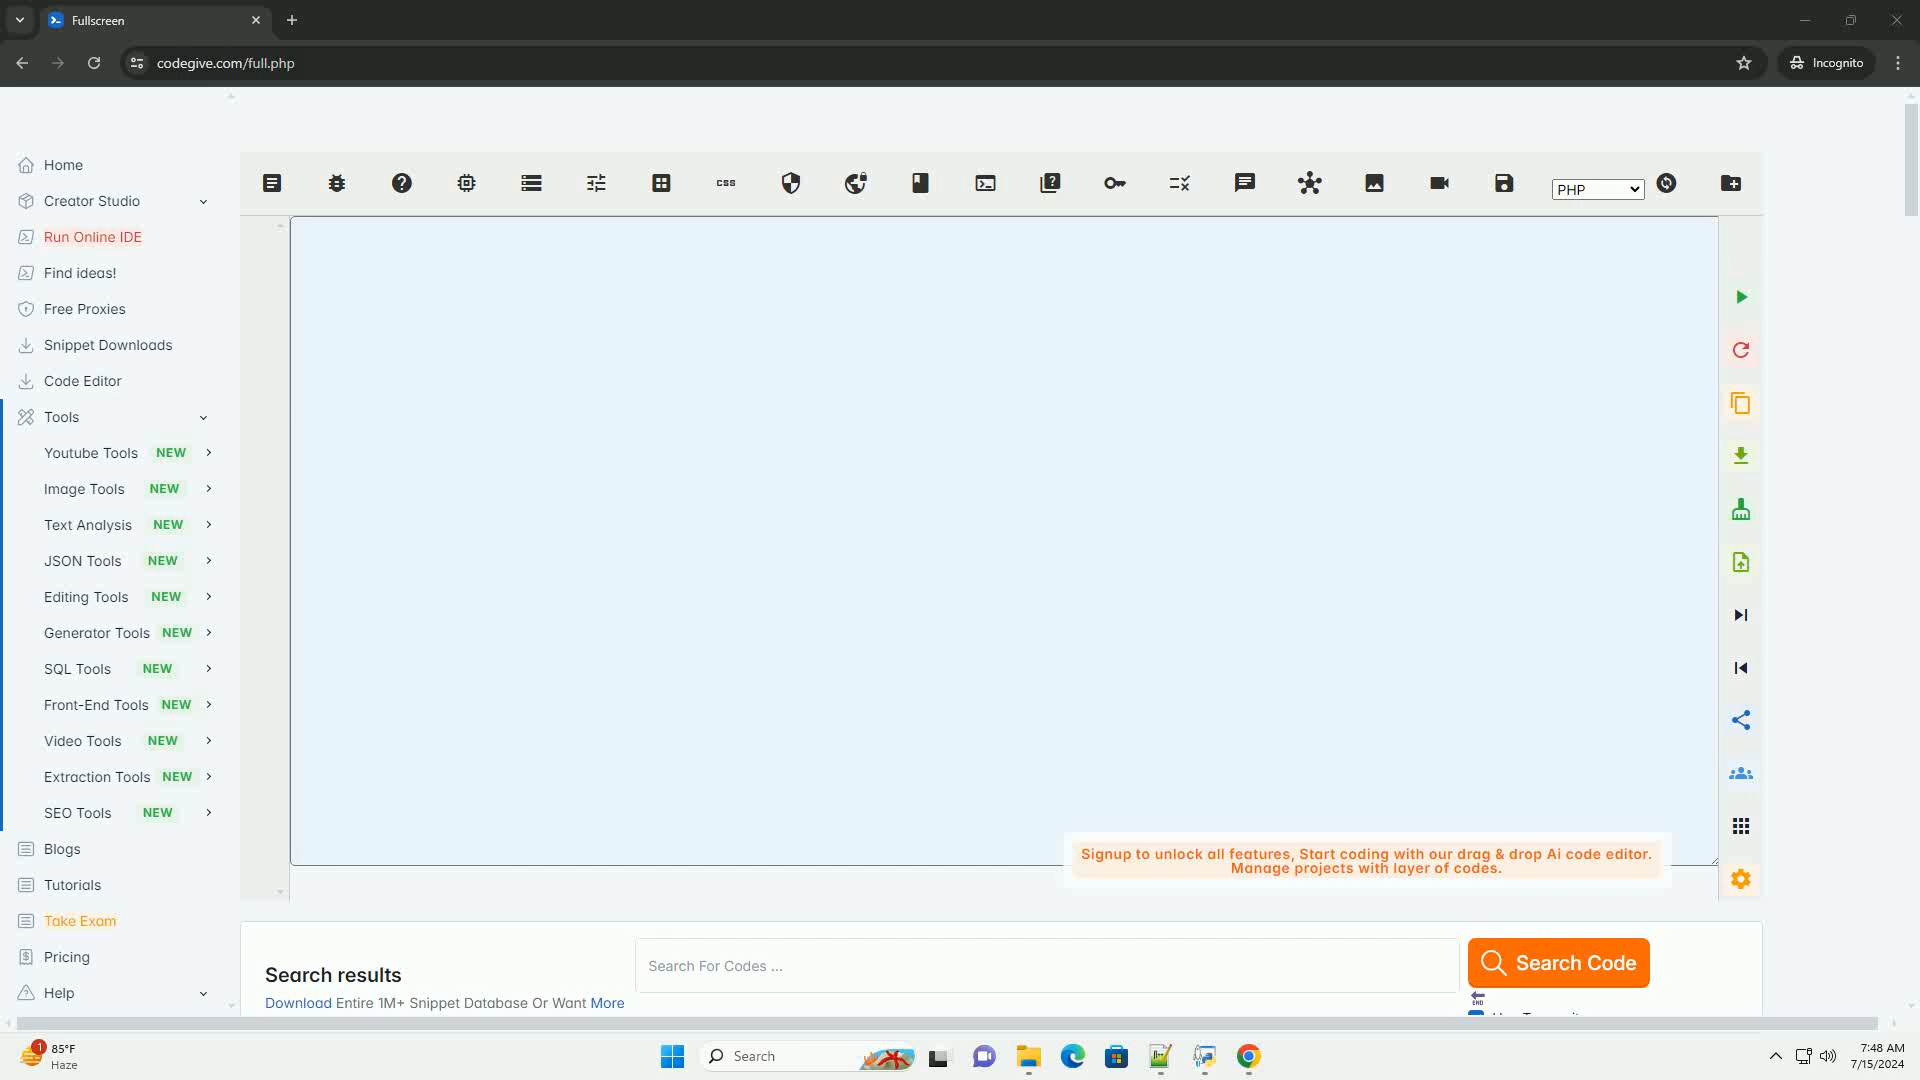 Fullscreen
codegive.com/full.php
Incognito
Home
Creator Studio
Run Online IDE
Find ideas!
Free Proxies
Snippet Downloads
Code Editor
Tools
Youtube Tools NEW
Image Tools NEW
Text Analysis NEW
JSON Tools NEW
Editing Tools NEW
Generator Tools NEW
SQL Tools NEW
Front-End Tools NEW
Video Tools NEW
Extraction Tools NEW
SEO Tools NEW
Blogs
Tutorials
Take Exam
Pricing
Help
css
PHP
Signup to unlock all features, Start coding with our drag & drop Ai code editor.
Manage projects with layer of codes.
Search results
Download Entire 1M+ Snippet Database Or Want More
Search For Codes ...
Search Code
END
1
85°F
Haze
Search
7:48 AM
7/15/2024